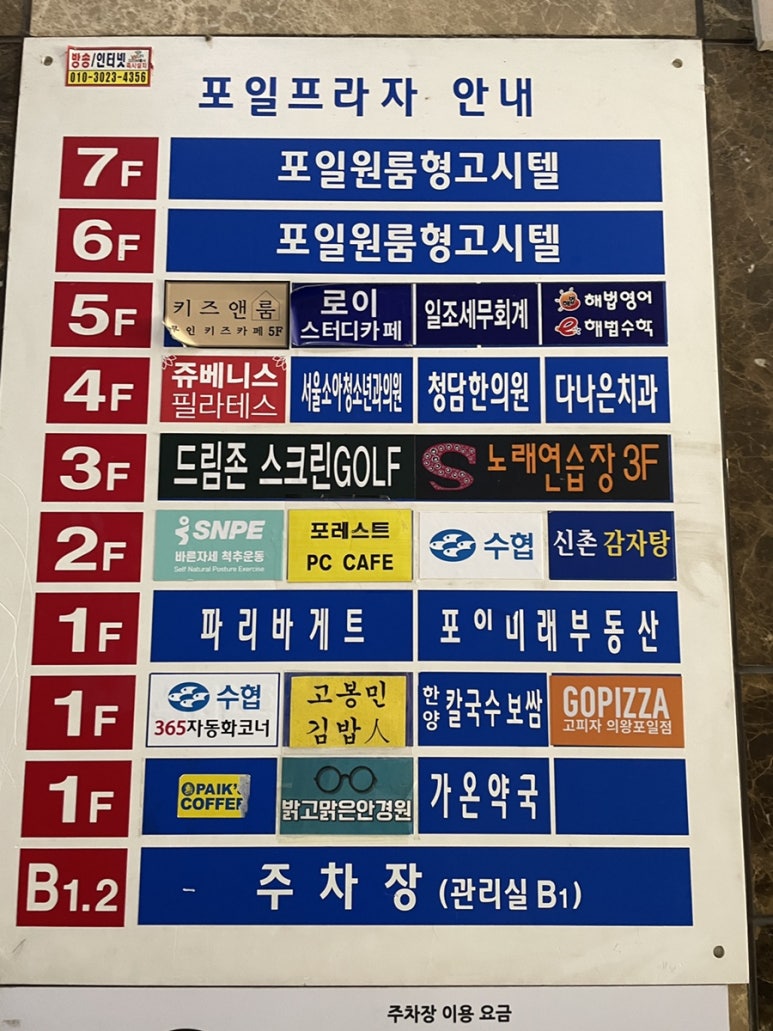 방송/인터넷
010-3023-4356
포일프라자 안내
7F 포일원룸형고시텔
6F 포일원룸형고시텔
5F
키즈앤룸
무인키즈카페 5F
로이
스터디카페
일조세무회계
해법영어
해법수학
4F
쥬베니스
필라테스
서울소아청소년과의원
청담한의원
다나은치과
3F
드림존 스크린GOLF
S 노래연습장 3F
2F
SNPE
바른자세 척추운동
Self Natural Posture Exercise
포레스트
PC CAFE
수협
신촌 감자탕
1F
파리바게트
포이미래부동산
1F
수협
365자동화코너
고봉민
김밥人
한양 칼국수보쌈
GOPIZZA
고피자 의왕포일점
1F
PAIK'S
COFFEE
밝고맑은안경원
가온약국
B1.2
주차장 (관리실 B1)
주차장 이용 요금